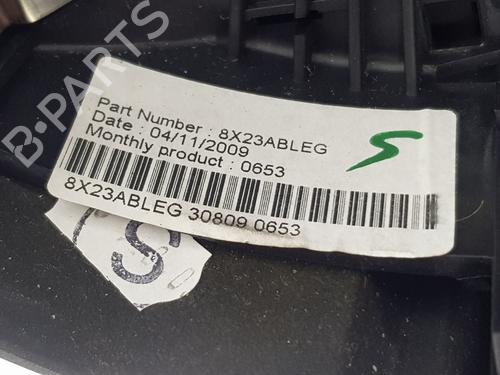 B-PARTS
Part Number : 8X23ABLEG
Date : 04/11/2009
Monthly product : 0653
8X23ABLEG 30809 0653
S
S